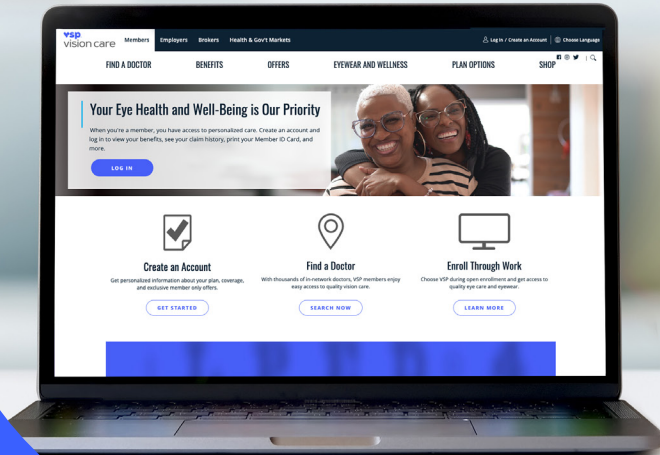 vsp
vision care
Members Employers Brokers Health & Gov't Markets
Log In / Create an Account Choose Language
FIND A DOCTOR BENEFITS OFFERS EYEWEAR AND WELLNESS PLAN OPTIONS SHOP
Your Eye Health and Well-Being is Our Priority
When you're a member, you have access to personalized care. Create an account and
log in to view your benefits, see your claim history, print your Member ID Card, and
more.
LOG IN
Create an Account
Get personalized information about your plan, coverage,
and exclusive member only offers.
GET STARTED
Find a Doctor
With thousands of in-network doctors, VSP members enjoy
easy access to quality vision care.
SEARCH NOW
Enroll Through Work
Choose VSP during open enrollment and get access to
quality eye care and eyewear.
LEARN MORE